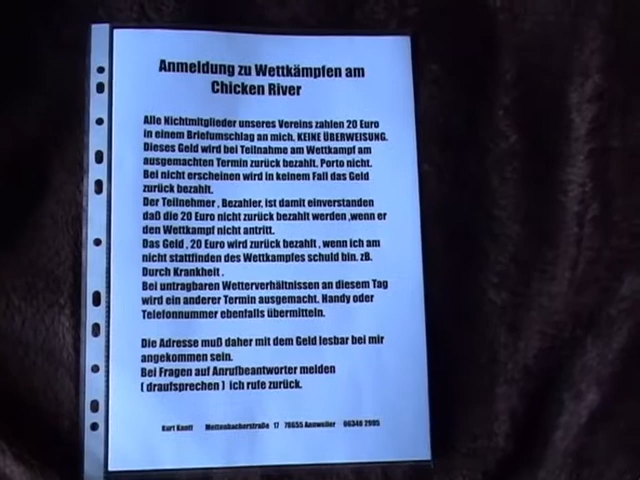 Anmeldung zu Wettkämpfen am
Chicken River
Alle Nichtmitglieder unseres Vereins zahlen 20 Euro
in einem Briefumschlag an mich. KEINE ÜBERWEISUNG.
Dieses Geld wird bei Teilnahme am Wettkampf am
ausgemachten Termin zurück bezahlt. Porto nicht.
Bei nicht erscheinen wird in keinem Fall das Geld
zurück bezahlt.
Der Teilnehmer , Bezahler, ist damit einverstanden
daß die 20 Euro nicht zurück bezahlt werden ,wenn er
den Wettkampf nicht antritt.
Das Geld , 20 Euro wird zurück bezahlt , wenn ich am
nicht stattfinden des Wettkampfes schuld bin. zB.
Durch Krankheit .
Bei untragbaren Wetterverhältnissen an diesem Tag
wird ein anderer Termin ausgemacht. Handy oder
Telefonnummer ebenfalls übermitteln.
Die Adresse muß daher mit dem Geld lesbar bei mir
angekommen sein.
Bei Fragen auf Anrufbeantworter melden
( draufsprechen ) ich rufe zurück.
Kurt 17 Annweiler